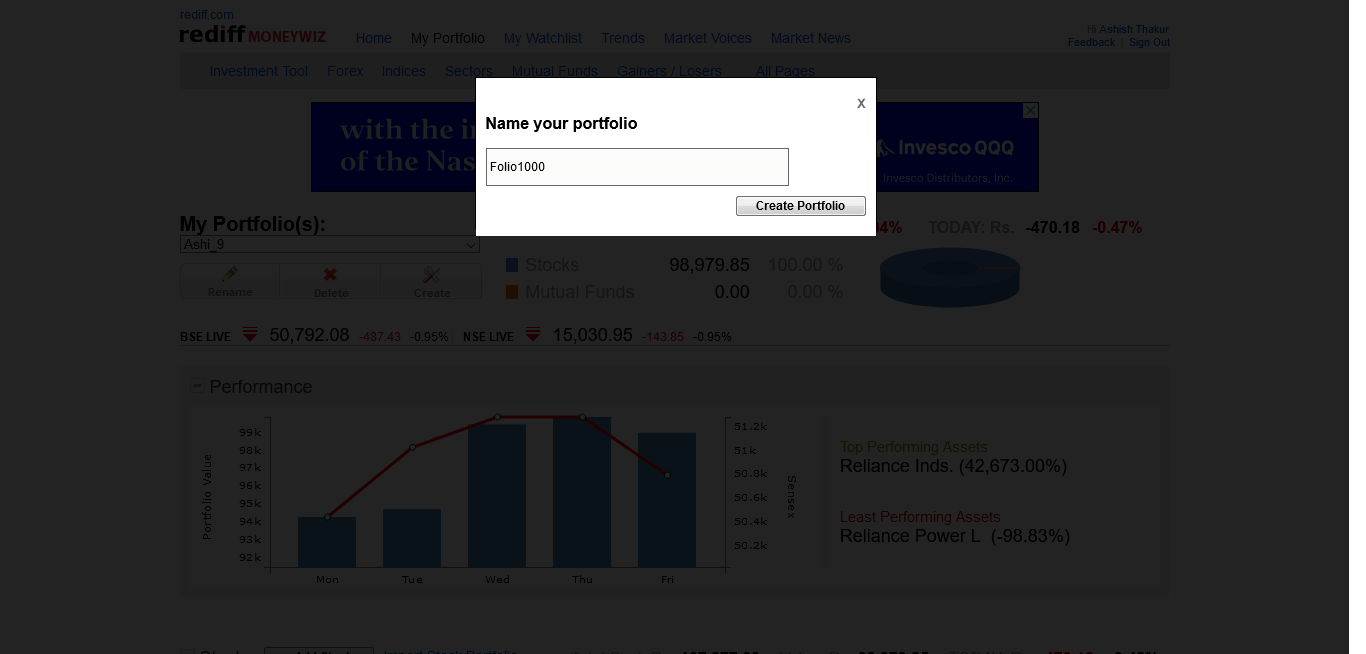 rediff.com
rediff MONEYWIZ
Home My Portfolio My Watchlist Trends Market Voices Market News
Hi Ashish Thakur
Feedback | Sign Out
Investment Tool Forex Indices Sectors Mutual Funds Gainers / Losers All Pages
x
Name your portfolio
Folio1000
Create Portfolio
with the
of the Nas
Invesco QQQ
Invesco Distributors, Inc.
My Portfolio(s):
Ashi_9
Rename Delete Create
4% TODAY: Rs. -470.18 -0.47%
Stocks 98,979.85 100.00 %
Mutual Funds 0.00 0.00 %
BSE LIVE 50,792.08 -487.43 -0.95% NSE LIVE 15,030.95 -143.85 -0.95%
Performance
Portfolio Value
99k
98k
97k
96k
95k
94k
93k
92k
Mon Tue Wed Thu Fri
51.2k
51k
50.8k
50.6k
50.4k
50.2k
Sensex
Top Performing Assets
Reliance Inds. (42,673.00%)
Least Performing Assets
Reliance Power L (-98.83%)